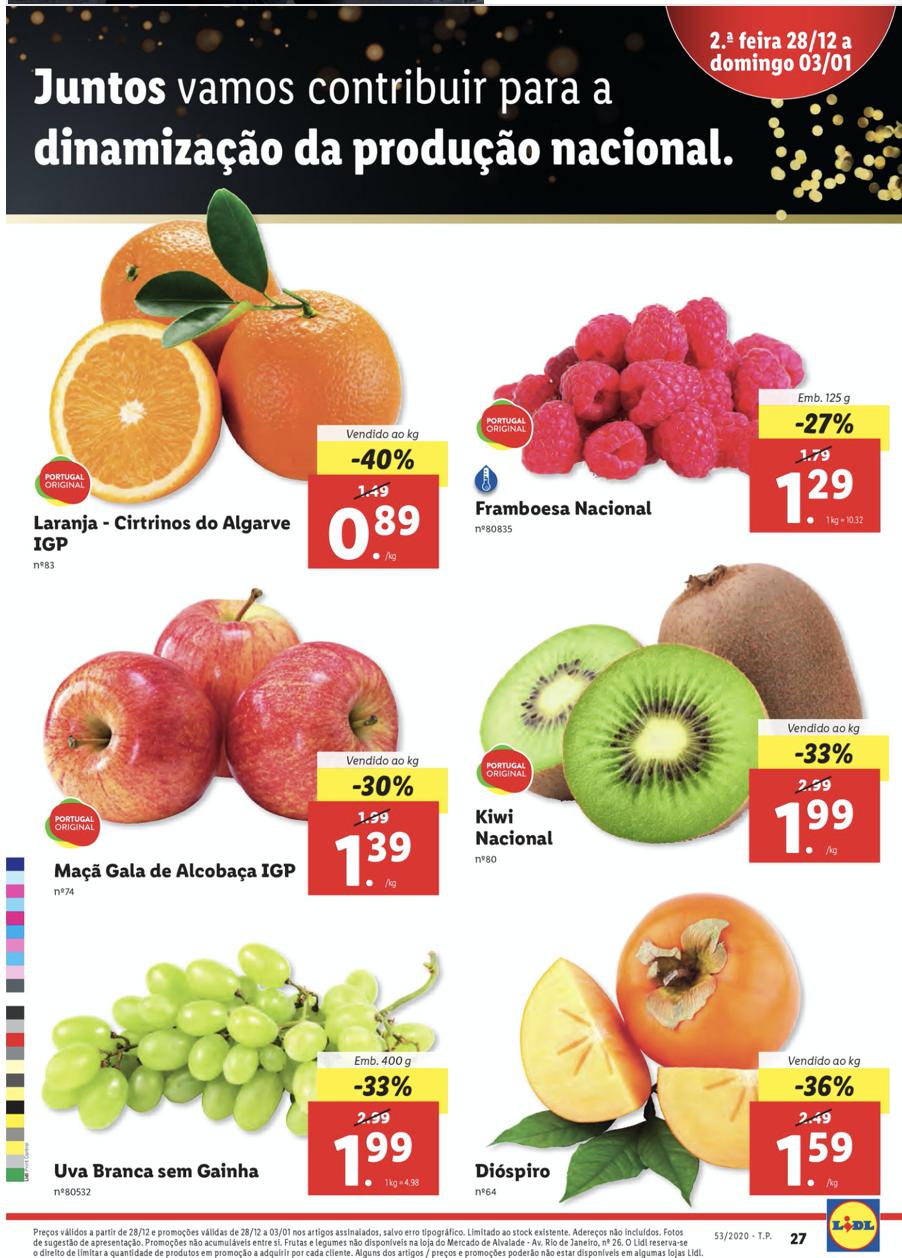 2.ª feira 28/12 a
domingo 03/01
Juntos vamos contribuir para a
dinamização da produção nacional.
Vendido ao kg
-40%
1.49
0.89
/kg
PORTUGAL
ORIGINAL
Laranja - Cirtrinos do Algarve
IGP
nº83
Emb. 125 g
-27%
1.79
1.29
1 kg = 10.32
PORTUGAL
ORIGINAL
Framboesa Nacional
nº80835
Vendido ao kg
-30%
1.99
1.39
/kg
PORTUGAL
ORIGINAL
Maçã Gala de Alcobaça IGP
nº74
Vendido ao kg
-33%
2.99
1.99
/kg
PORTUGAL
ORIGINAL
Kiwi
Nacional
nº80
Emb. 400 g
-33%
2.99
1.99
1 kg = 4.98
Uva Branca sem Gainha
nº80532
Vendido ao kg
-36%
2.49
1.59
/kg
Dióspiro
nº64
Preços válidos a partir de 28/12 e promoções válidas de 28/12 a 03/01 nos artigos assinalados, salvo erro tipográfico. Limitado ao stock existente. Adereços não incluídos. Fotos
de sugestão de apresentação. Promoções não acumuláveis entre si. Frutas e legumes não disponíveis na loja do Mercado de Alvalade - Av. Rio de Janeiro, nº 26. O Lidl reserva-se
o direito de limitar a quantidade de produtos em promoção a adquirir por cada cliente. Alguns dos artigos / preços e promoções poderão não estar disponíveis em algumas lojas Lidl.
53/2020 - T.P.
27
LIDL